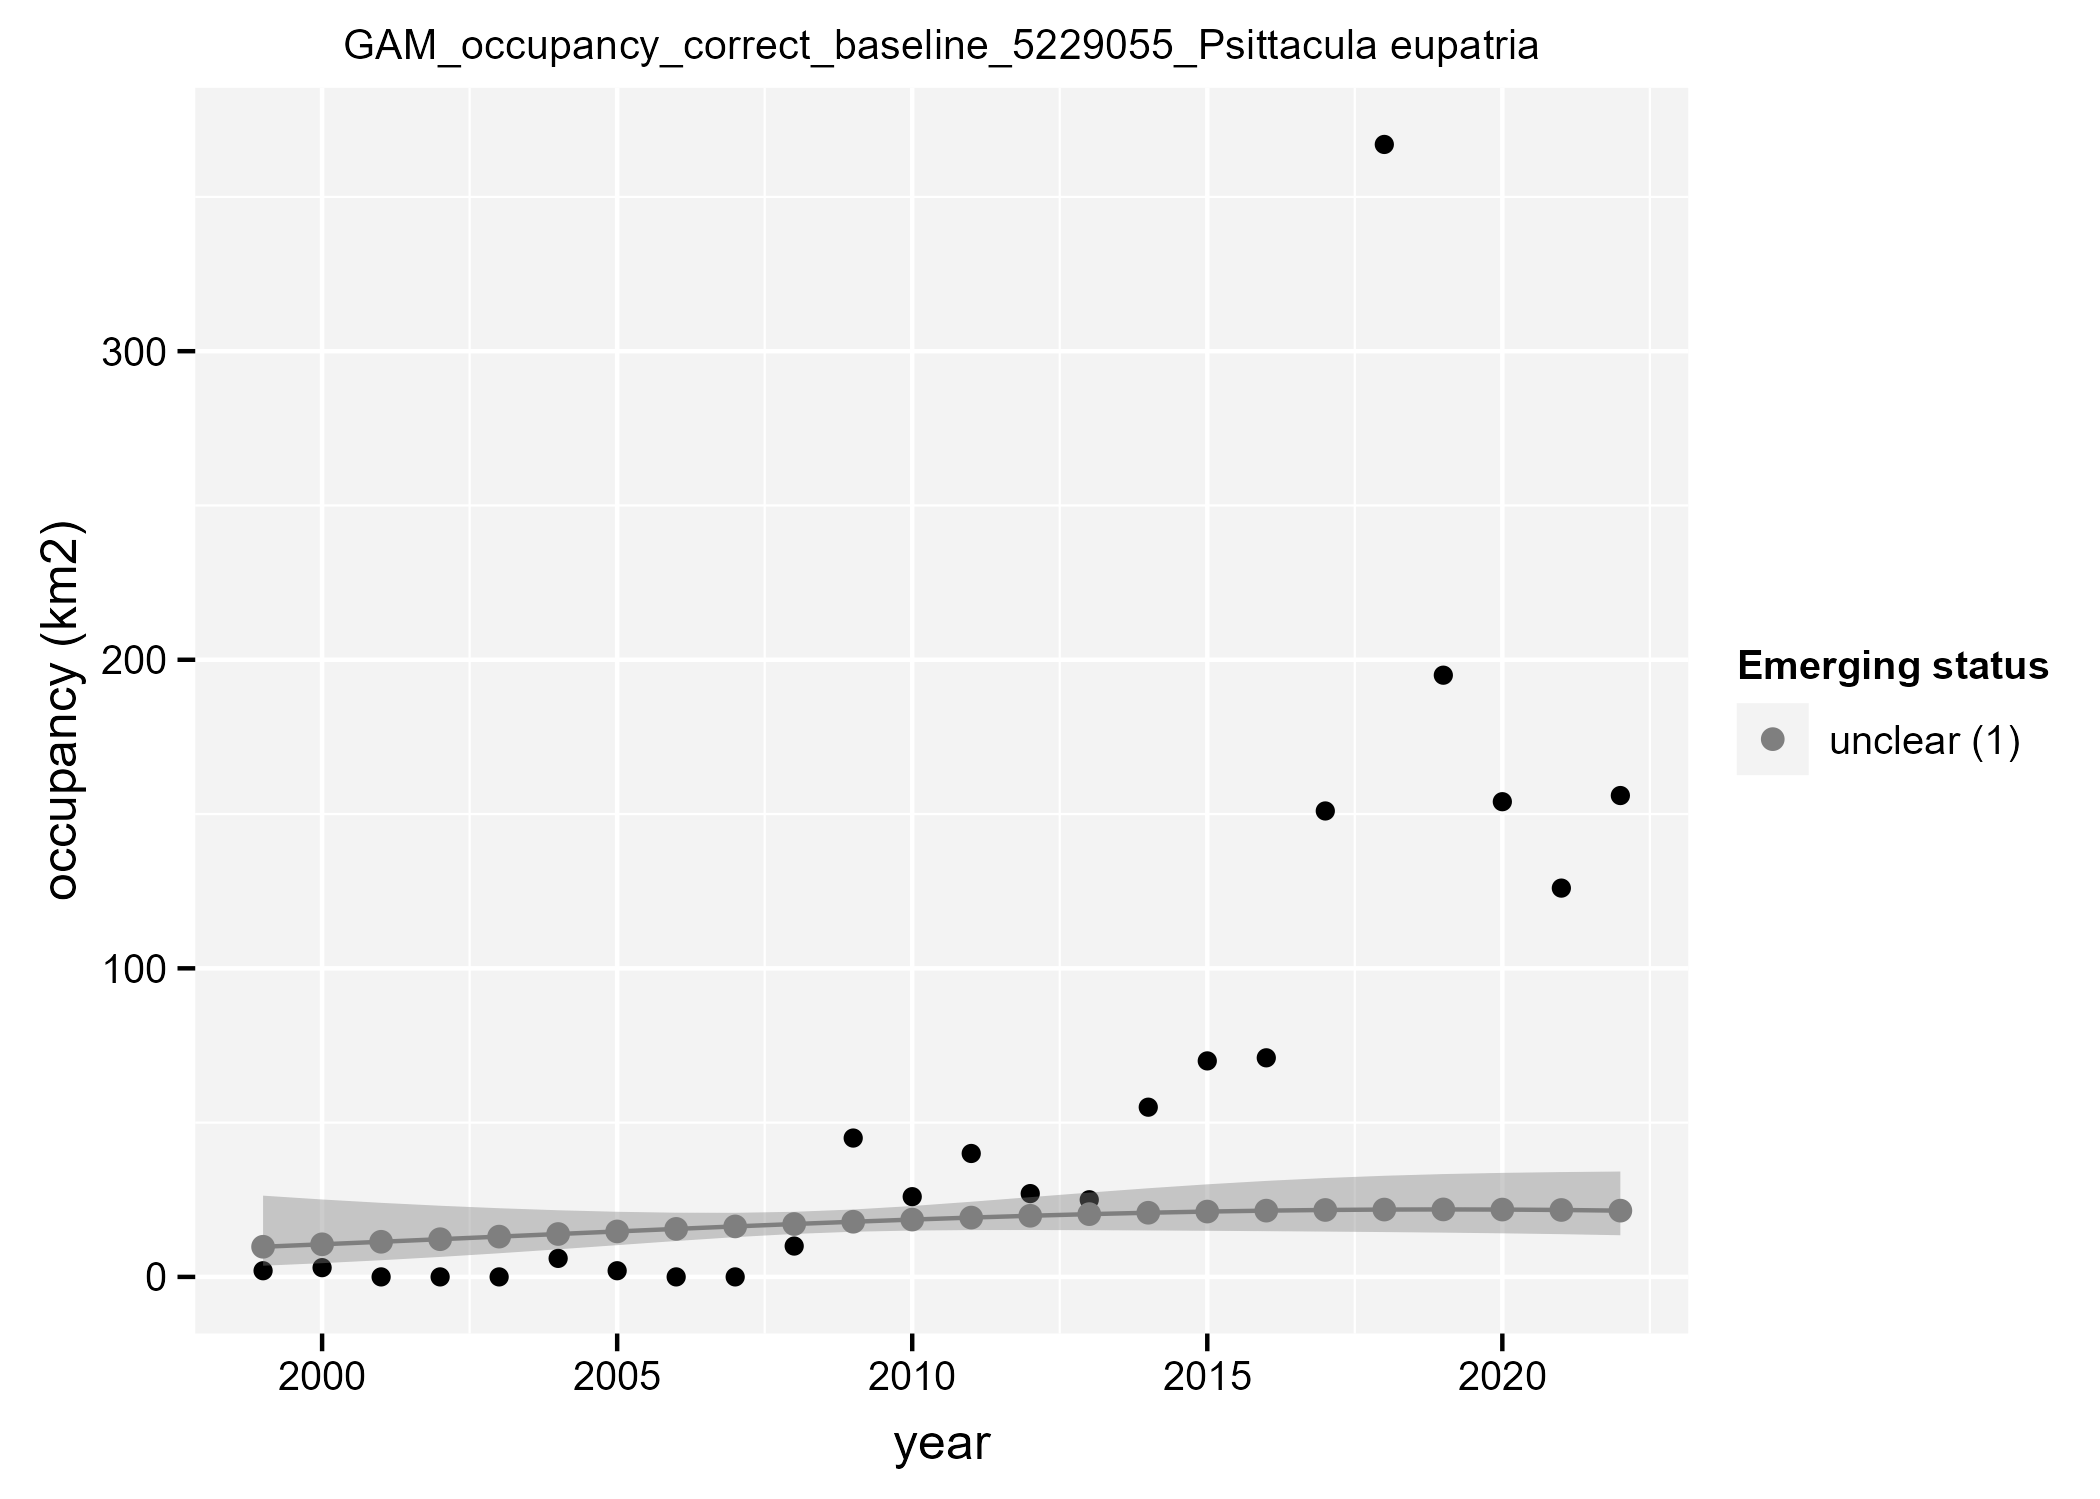 GAM_occupancy_correct_baseline_5229055_Psittacula eupatria
occupancy (km2)
300
200
100
0
2000 2005 2010 2015 2020
year
Emerging status
unclear (1)